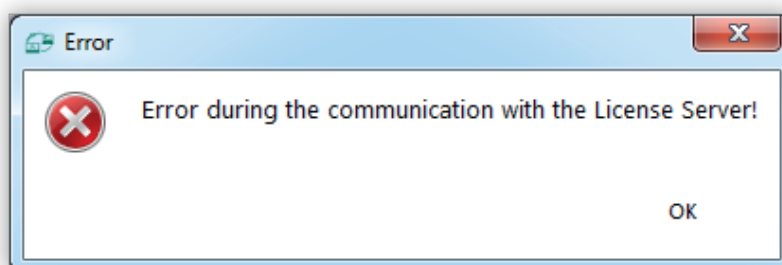 Error
Error during the communication with the License Server!
OK